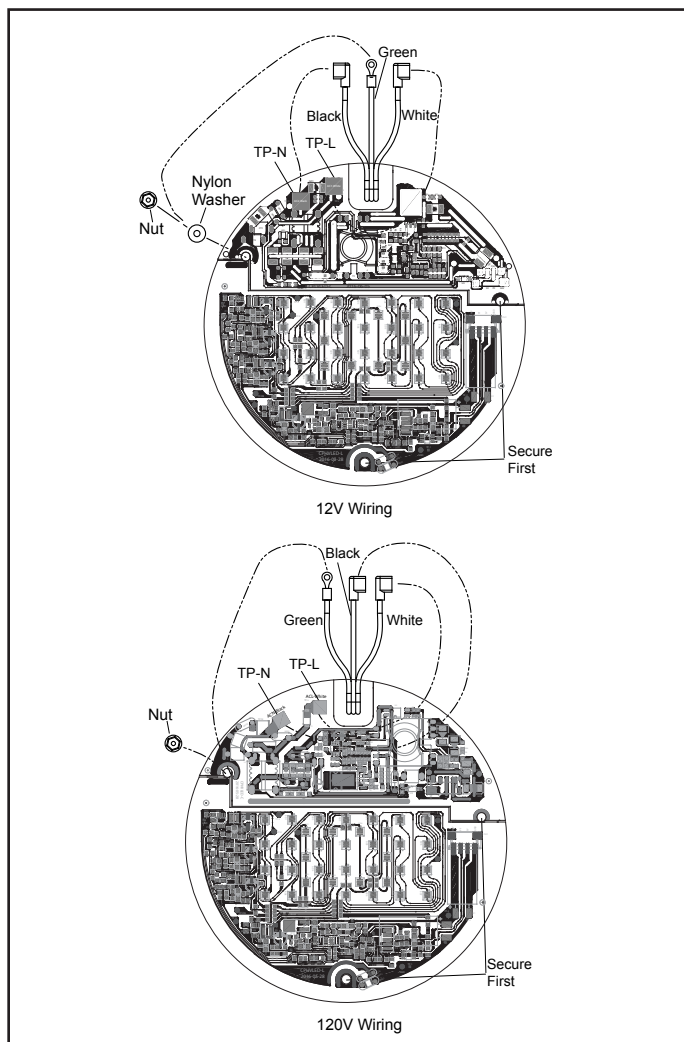 Green
Black
White
TP-L
TP-N
Nylon
Washer
Nut
Secure
First
12V Wiring
Black
Green
White
TP-L
TP-N
Nut
Secure
First
120V Wiring